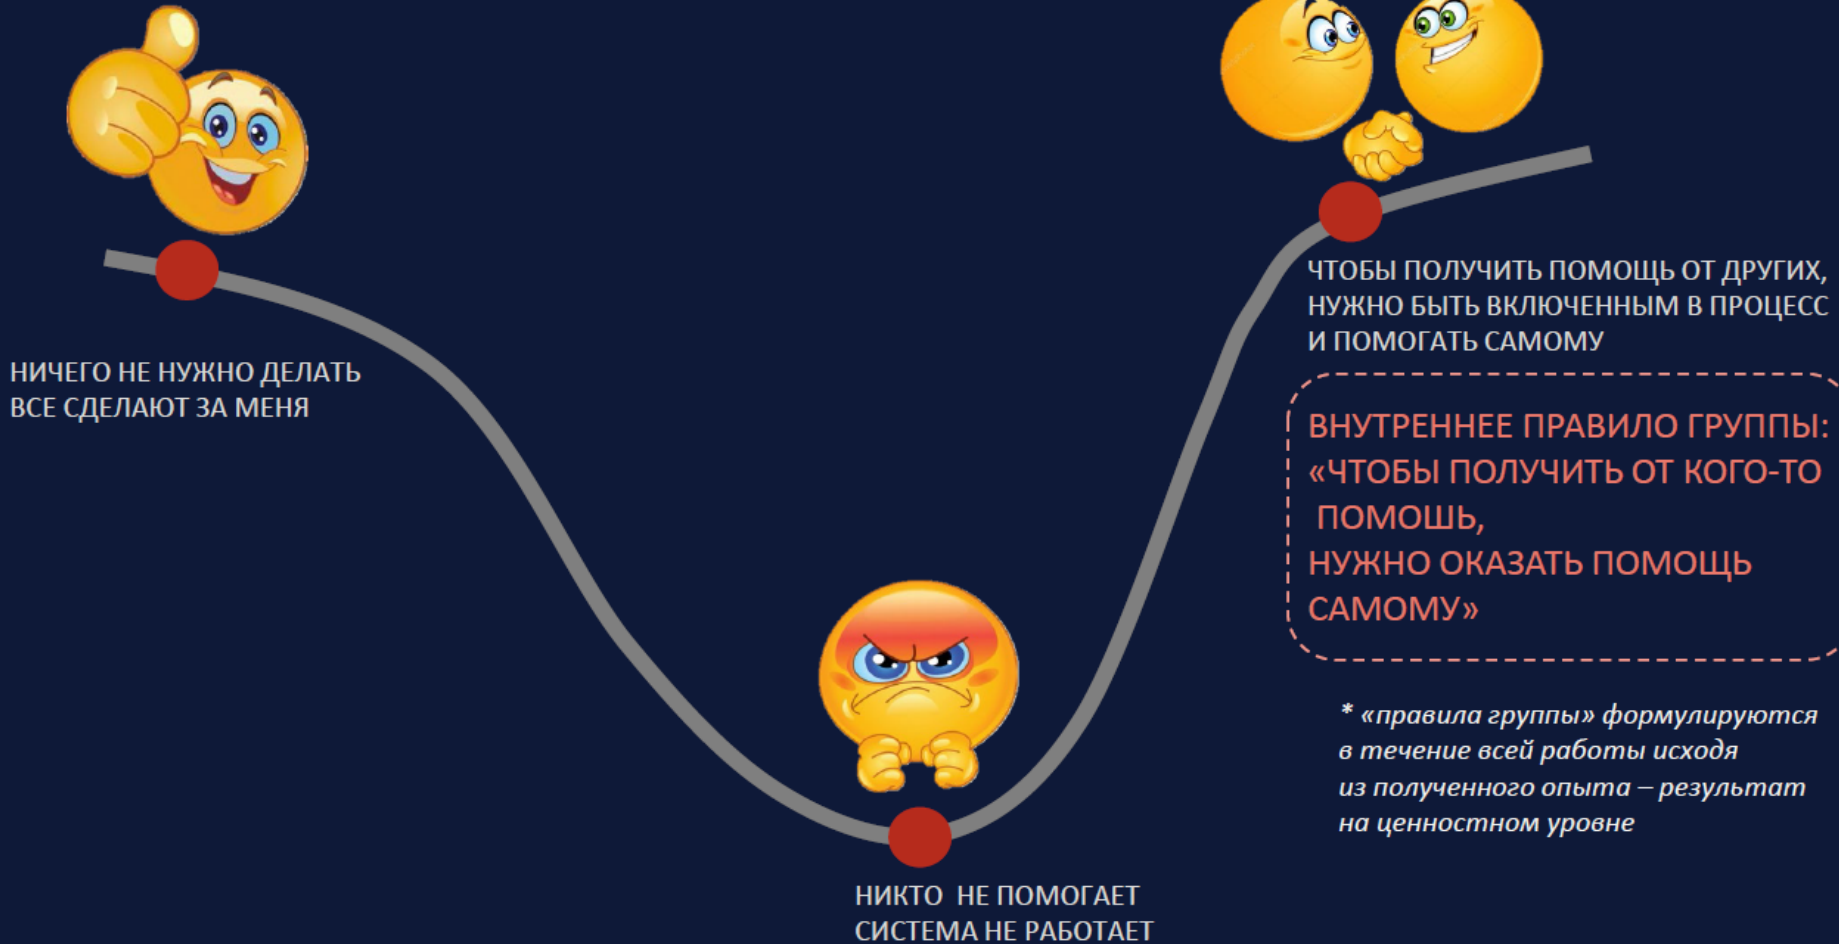 НИЧЕГО НЕ НУЖНО ДЕЛАТЬ
ВСЕ СДЕЛАЮТ ЗА МЕНЯ
НИКТО НЕ ПОМОГАЕТ
СИСТЕМА НЕ РАБОТАЕТ
ЧТОБЫ ПОЛУЧИТЬ ПОМОЩЬ ОТ ДРУГИХ,
НУЖНО БЫТЬ ВКЛЮЧЕННЫМ В ПРОЦЕСС
И ПОМОГАТЬ САМОМУ
ВНУТРЕННЕЕ ПРАВИЛО ГРУППЫ:
«ЧТОБЫ ПОЛУЧИТЬ ОТ КОГО-ТО
ПОМОШЬ,
НУЖНО ОКАЗАТЬ ПОМОЩЬ
САМОМУ»
* «правила группы» формулируются
в течение всей работы исходя
из полученного опыта – результат
на ценностном уровне